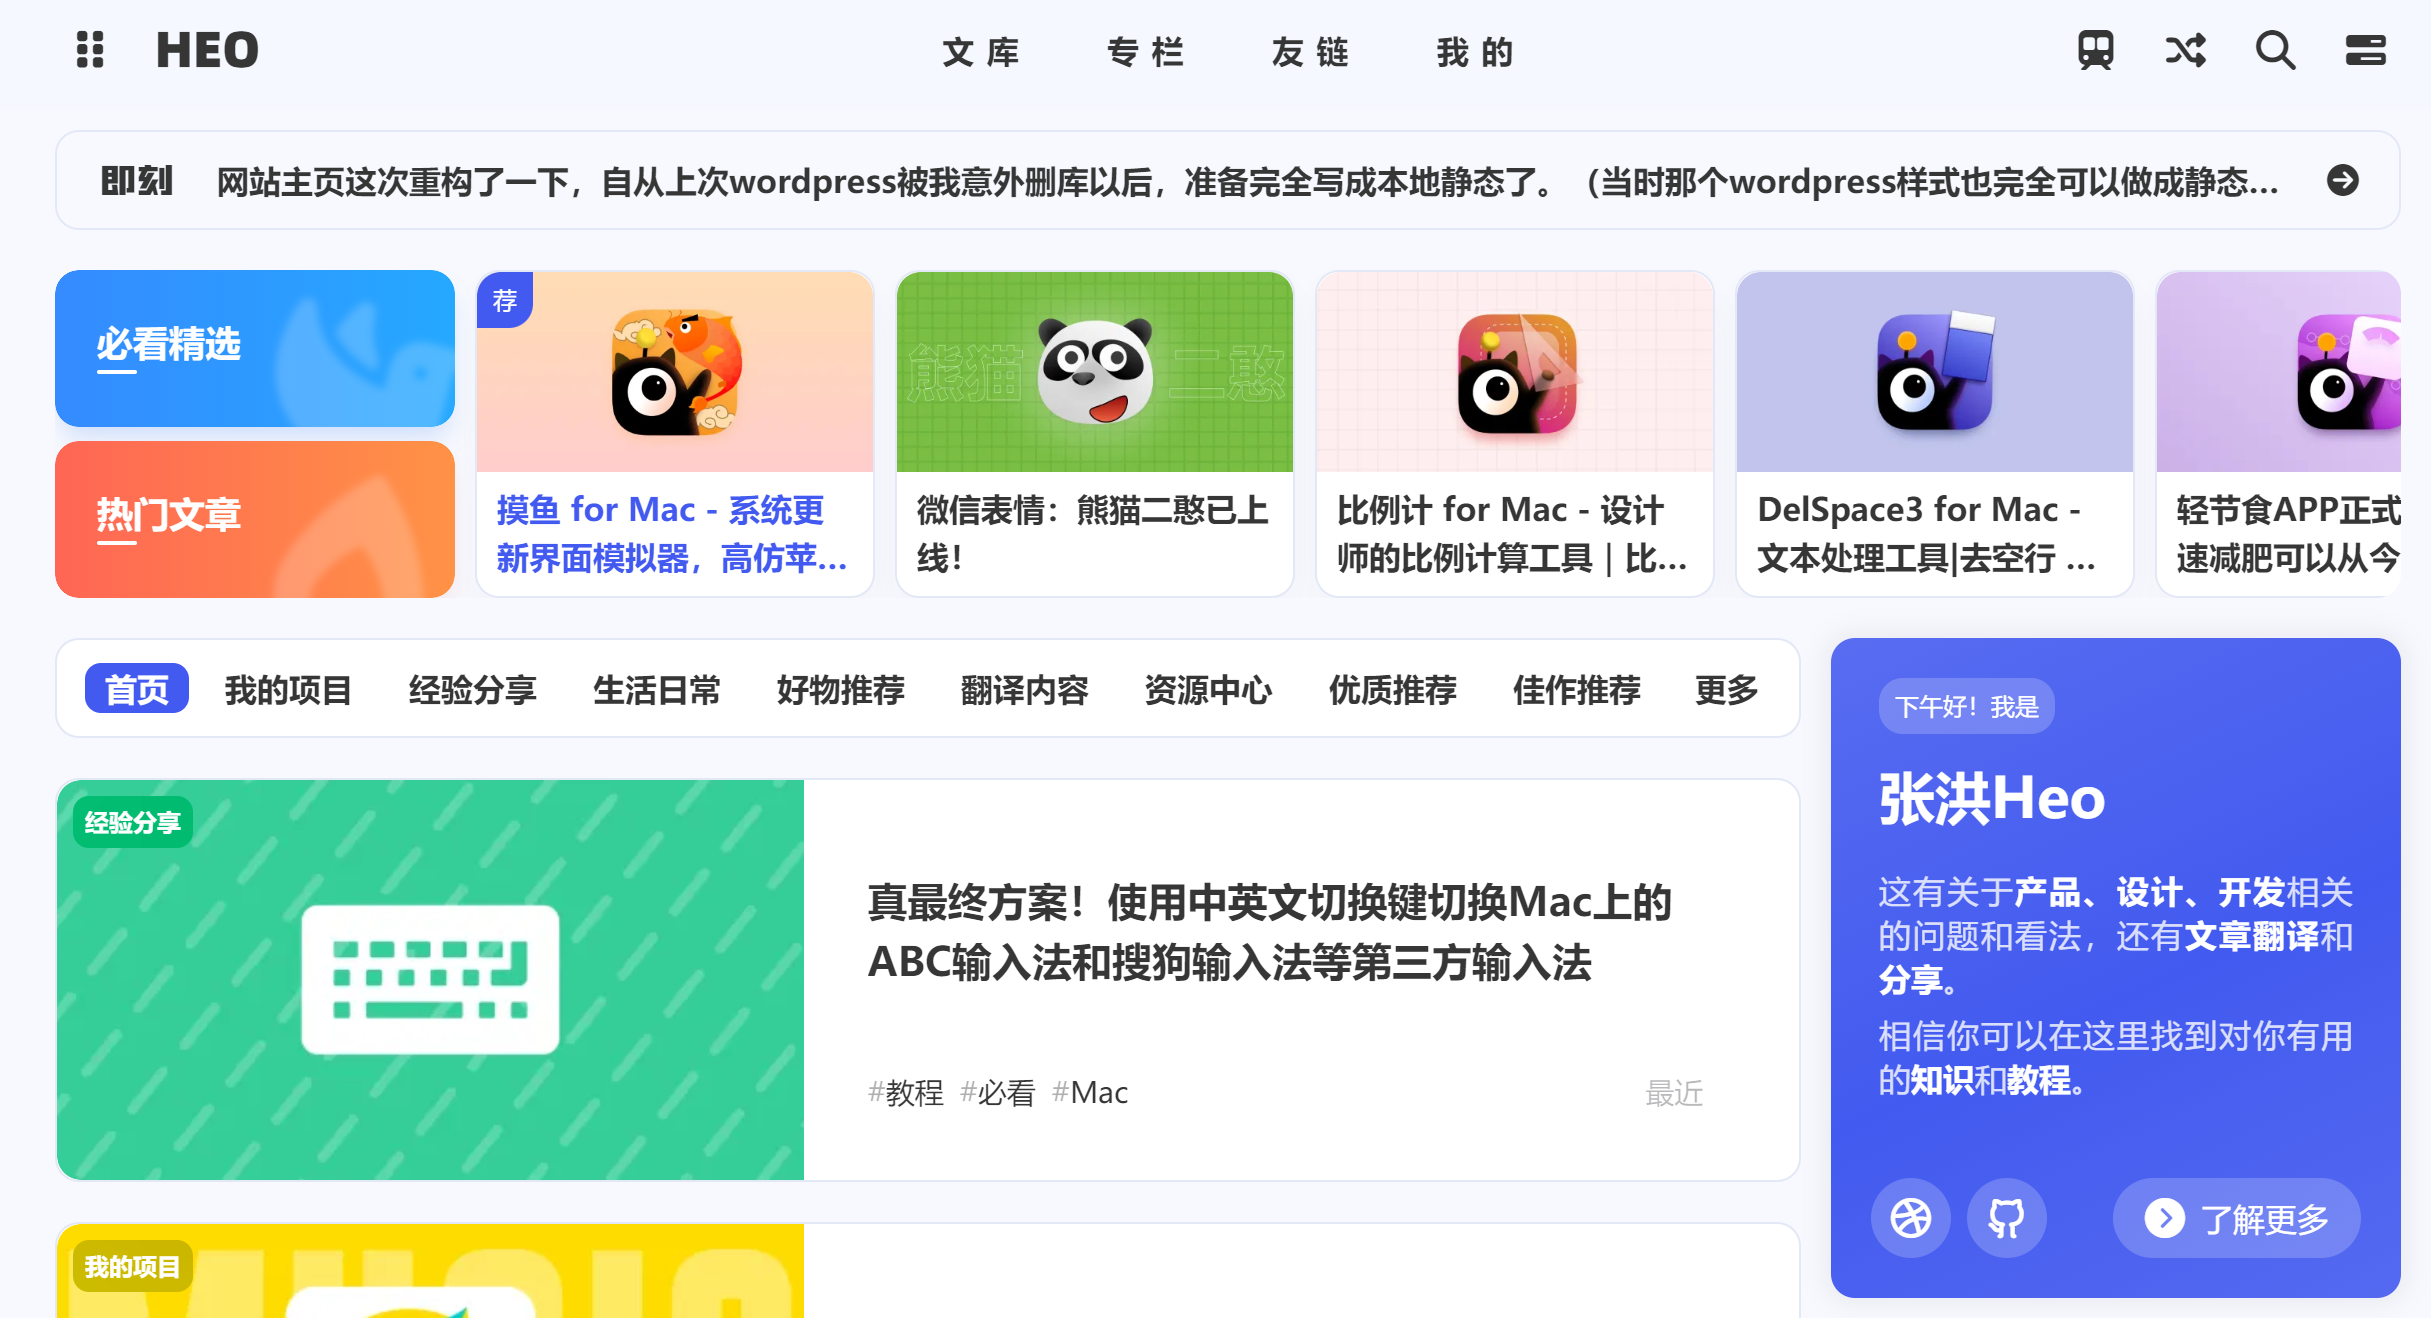 HEO
文库 专栏 友链 我的
即刻 网站主页这次重构了一下，自从上次wordpress被我意外删库以后，准备完全写成本地静态了。（当时那个wordpress样式也完全可以做成静态...
必看精选
热门文章
荐
摸鱼 for Mac - 系统更
新界面模拟器，高仿苹...
熊猫 二憨
微信表情：熊猫二憨已上
线！
比例计 for Mac - 设计
师的比例计算工具 | 比...
DelSpace3 for Mac -
文本处理工具|去空行 ...
轻节食APP正式
速减肥可以从今
首页 我的项目 经验分享 生活日常 好物推荐 翻译内容 资源中心 优质推荐 佳作推荐 更多
经验分享
真最终方案！使用中英文切换键切换Mac上的
ABC输入法和搜狗输入法等第三方输入法
#教程 #必看 #Mac 最近
我的项目
下午好！我是
张洪Heo
这有关于产品、设计、开发相关
的问题和看法，还有文章翻译和
分享。
相信你可以在这里找到对你有用
的知识和教程。
了解更多